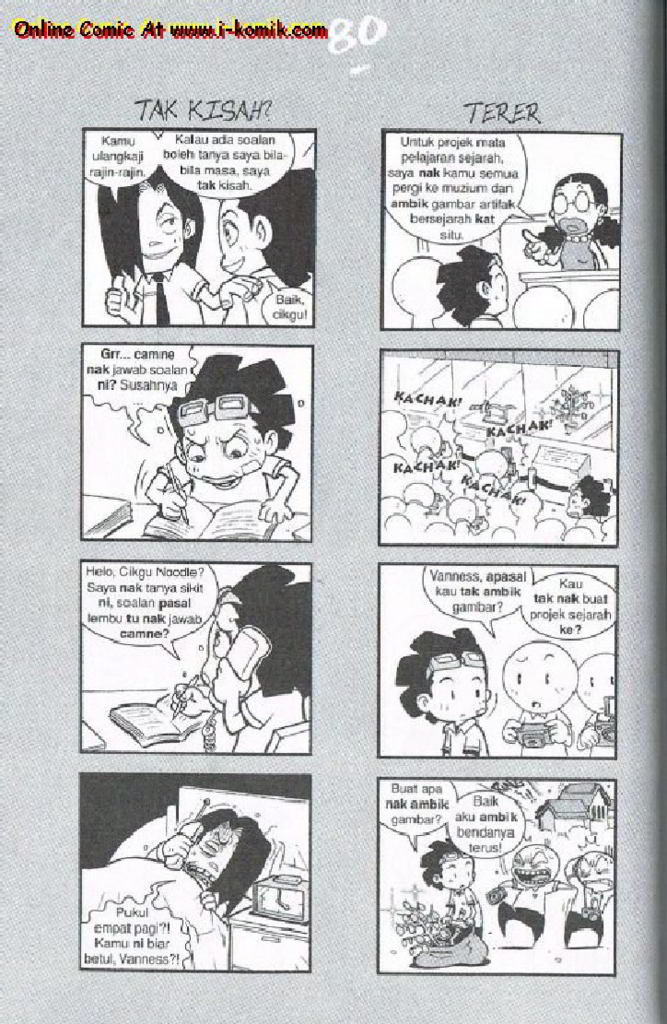 Online Comic At www.i-komik.com
80
TAK KISAH?
Kamu
ulangkaji
rajin-rajin.
Kalau ada soalan
boleh tanya saya bila-
bila masa, saya
tak kisah.
Baik,
cikgu!
Grr... camne
nak jawab soalan
ni? Susahnya
Helo, Cikgu Noodle?
Saya nak tanya sikit
ni, soalan pasal
lembu tu nak jawab
camne?
Pukul
empat pagi?!
Kamu ni biar
betul, Vanness?!
TERER
Untuk projek mata
pelajaran sejarah,
saya nak kamu semua
pergi ke muzium dan
ambik gambar artifak
bersejarah kat
situ.
KACHAK!
KACHAK!
KACHAK!
KACHAK!
Vanness, apasal
kau tak ambik
gambar?
Kau
tak nak buat
projek sejarah
ke?
Buat apa
nak ambik
gambar?
Baik
aku ambik
bendanya
terus!